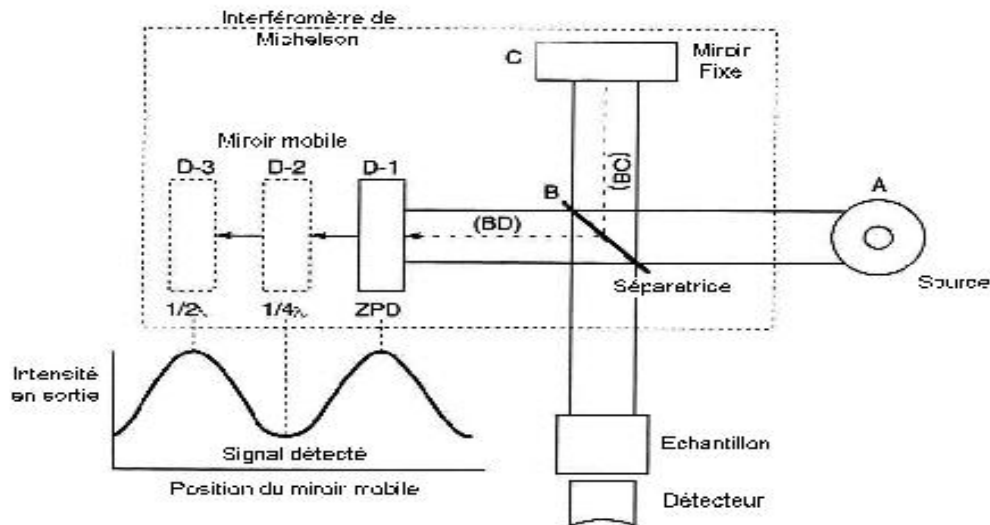 Interféromètre de
Michelson
C
Miroir
Fixe
Miroir mobile
D-3
D-2
D-1
B
(BC)
A
(BD)
Séparatrice
Source
1/2λ
1/4λ
ZPD
Intensité
en sortie
Signal détecté
Echantillon
Position du miroir mobile
Détecteur